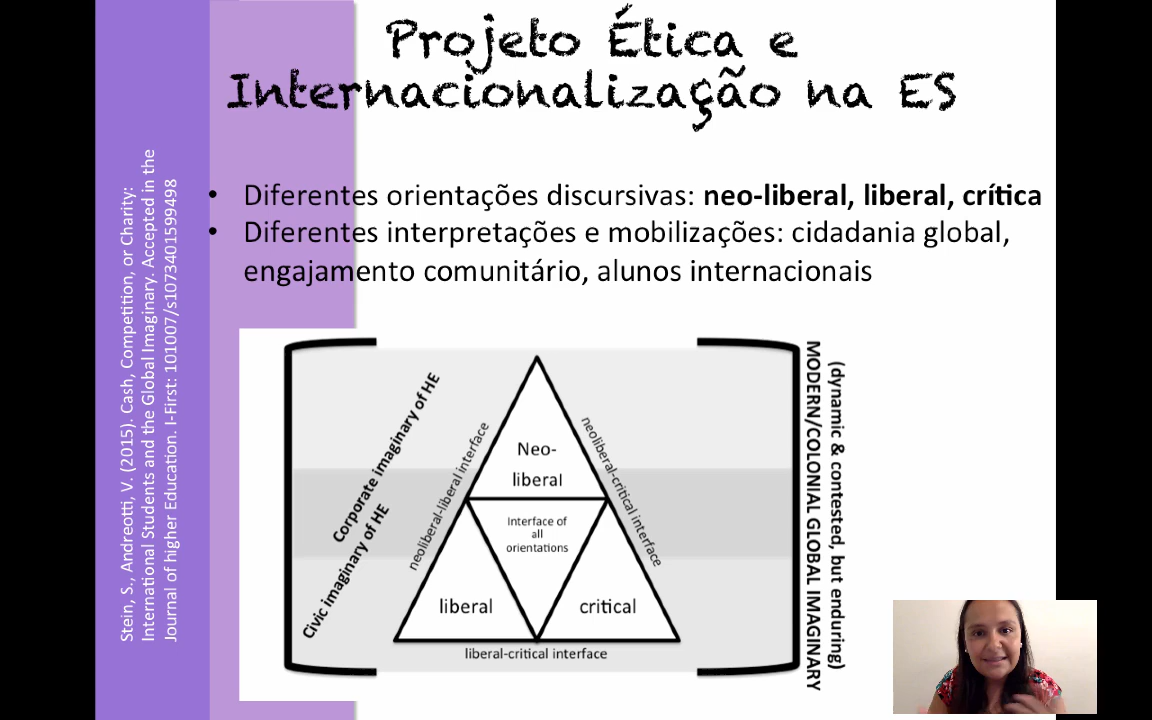 Projeto Ética e
Internacionalização na ES
• Diferentes orientações discursivas: neo-liberal, liberal, crítica
• Diferentes interpretações e mobilizações: cidadania global,
engajamento comunitário, alunos internacionais
Stein, S., Andreotti, V. (2015). Cash, Competition, or Charity:
International Students and the Global Imaginary. Accepted in the
Journal of higher Education. I-First: 101007/s1073401599498
Corporate imaginary of HE
Civic imaginary of HE
neoliberal-liberal interface
Neo-
liberal
neoliberal-critical interface
Interface of
all
orientations
liberal
critical
liberal-critical interface
(dynamic & contested, but enduring)
MODERN/COLONIAL GLOBAL IMAGINARY